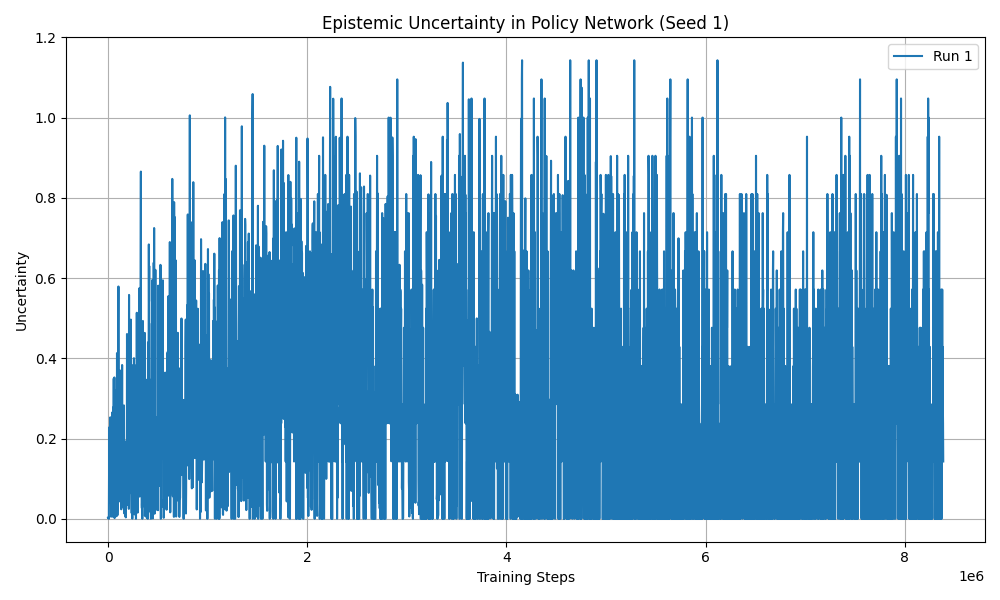 Epistemic Uncertainty in Policy Network (Seed 1)
Run 1
Uncertainty
1.2
1.0
0.8
0.6
0.4
0.2
0.0
0 2 4 6 8
1e6
Training Steps